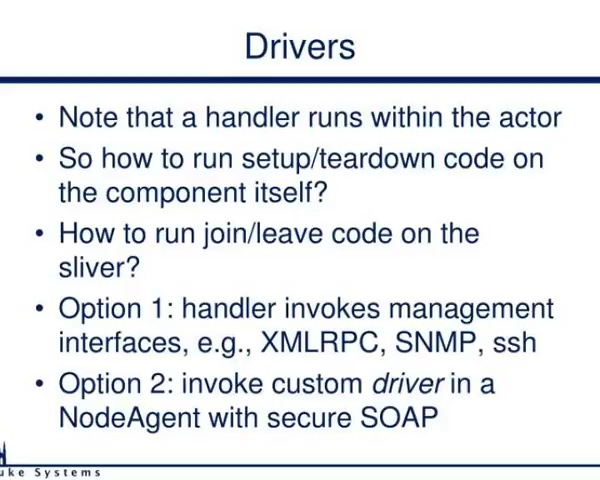 Drivers
• Note that a handler runs within the actor
• So how to run setup/teardown code on
the component itself?
• How to run join/leave code on the
sliver?
• Option 1: handler invokes management
interfaces, e.g., XMLRPC, SNMP, ssh
• Option 2: invoke custom driver in a
NodeAgent with secure SOAP
uke Systems